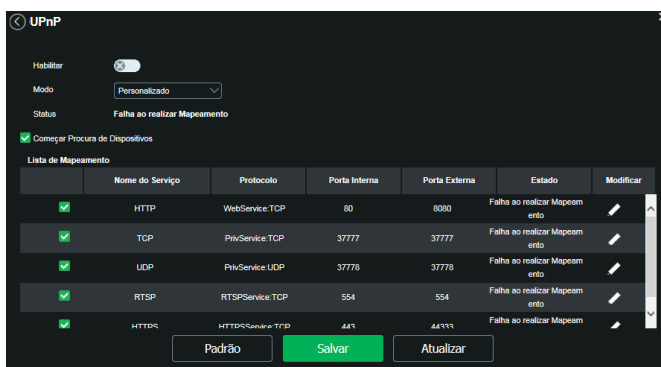 UPnP
Habilitar
Modo Personalizado
Status Falha ao realizar Mapeamento
Começar Procura de Dispositivos
Lista de Mapeamento
Nome do Serviço Protocolo Porta Interna Porta Externa Estado Modificar
HTTP WebService:TCP 80 8080 Falha ao realizar Mapeam
ento
TCP PrivService:TCP 37777 37777 Falha ao realizar Mapeam
ento
UDP PrivService:UDP 37778 37778 Falha ao realizar Mapeam
ento
RTSP RTSPService:TCP 554 554 Falha ao realizar Mapeam
ento
HTTPS HTTPSService:TCP 443 44333 Falha ao realizar Mapeam
ento
Padrão Salvar Atualizar